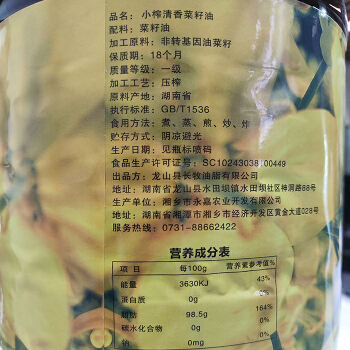 品名：小榨清香菜籽油
配料：菜籽油
加工原料：非转基因油菜籽
保质期：18个月
质量等级：一级
加工工艺：压榨
原料产地：湖南省
执行标准：GB/T1536
食用方法：煮、蒸、煎、炒、炸
贮存方式：阴凉避光
生产日期：见瓶标喷码
食品生产许可证号：SC10243038100449
出品方：龙山县长牧油脂有限公司
地址：湖南省龙山县水田坝镇水田坝社区神洞路88号
生产单位：湘乡市永嘉农业开发有限公司
地址：湖南省湘潭市湘乡市经济开发区黄金大道028号
服务热线：0731-88662422
营养成分表
项目 每100g 营养素参考值%
能量 3630KJ 43%
蛋白质 0g 0%
脂肪 98.5g 164%
碳水化合物 0g 0%
钠 0mg 0%